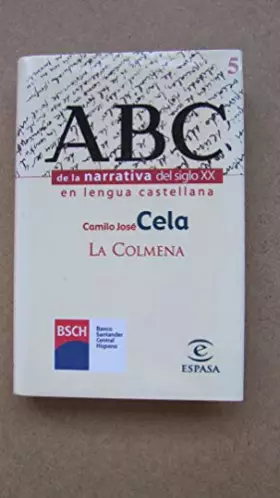 5
ABC
de la narrativa del siglo XX
en lengua castellana
Camilo José Cela
LA COLMENA
BSCH
Banco
Santander
Central
Hispano
e
ESPASA